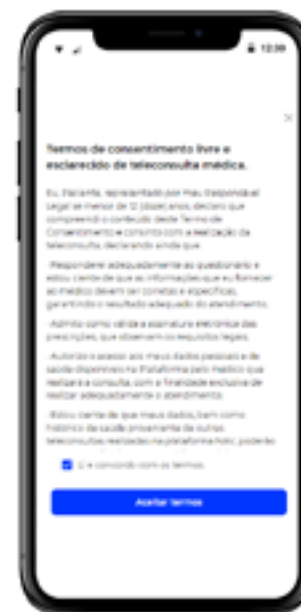 12:39
Termos de consentimento livre e
esclarecido de teleconsulta médica.
Eu, Paciente, representado por meu Responsável
Legal se menor de 12 (doze) anos, declaro que
compreendi o conteúdo deste Termo de
Consentimento e consinto com a realização da
teleconsulta, declarando ainda que
·Responderei adequadamente ao questionário e
estou ciente de que as informações que eu fornecer
ao médico devem ser corretas e específicas,
garantindo o resultado adequado do atendimento.
·Admito como válida a assinatura eletrônica das
prescrições, que observam os requisitos legais;
·Autorizo o acesso aos meus dados pessoais e de
saúde disponíveis na Plataforma pelo médico que
realizará a consulta, com a finalidade exclusiva de
realizar adequadamente o atendimento.
·Estou ciente de que meus dados, bem como
histórico de saúde proveniente de outras
teleconsultas realizadas na plataforma poderão
Li e concordo com os termos.
Aceitar termos